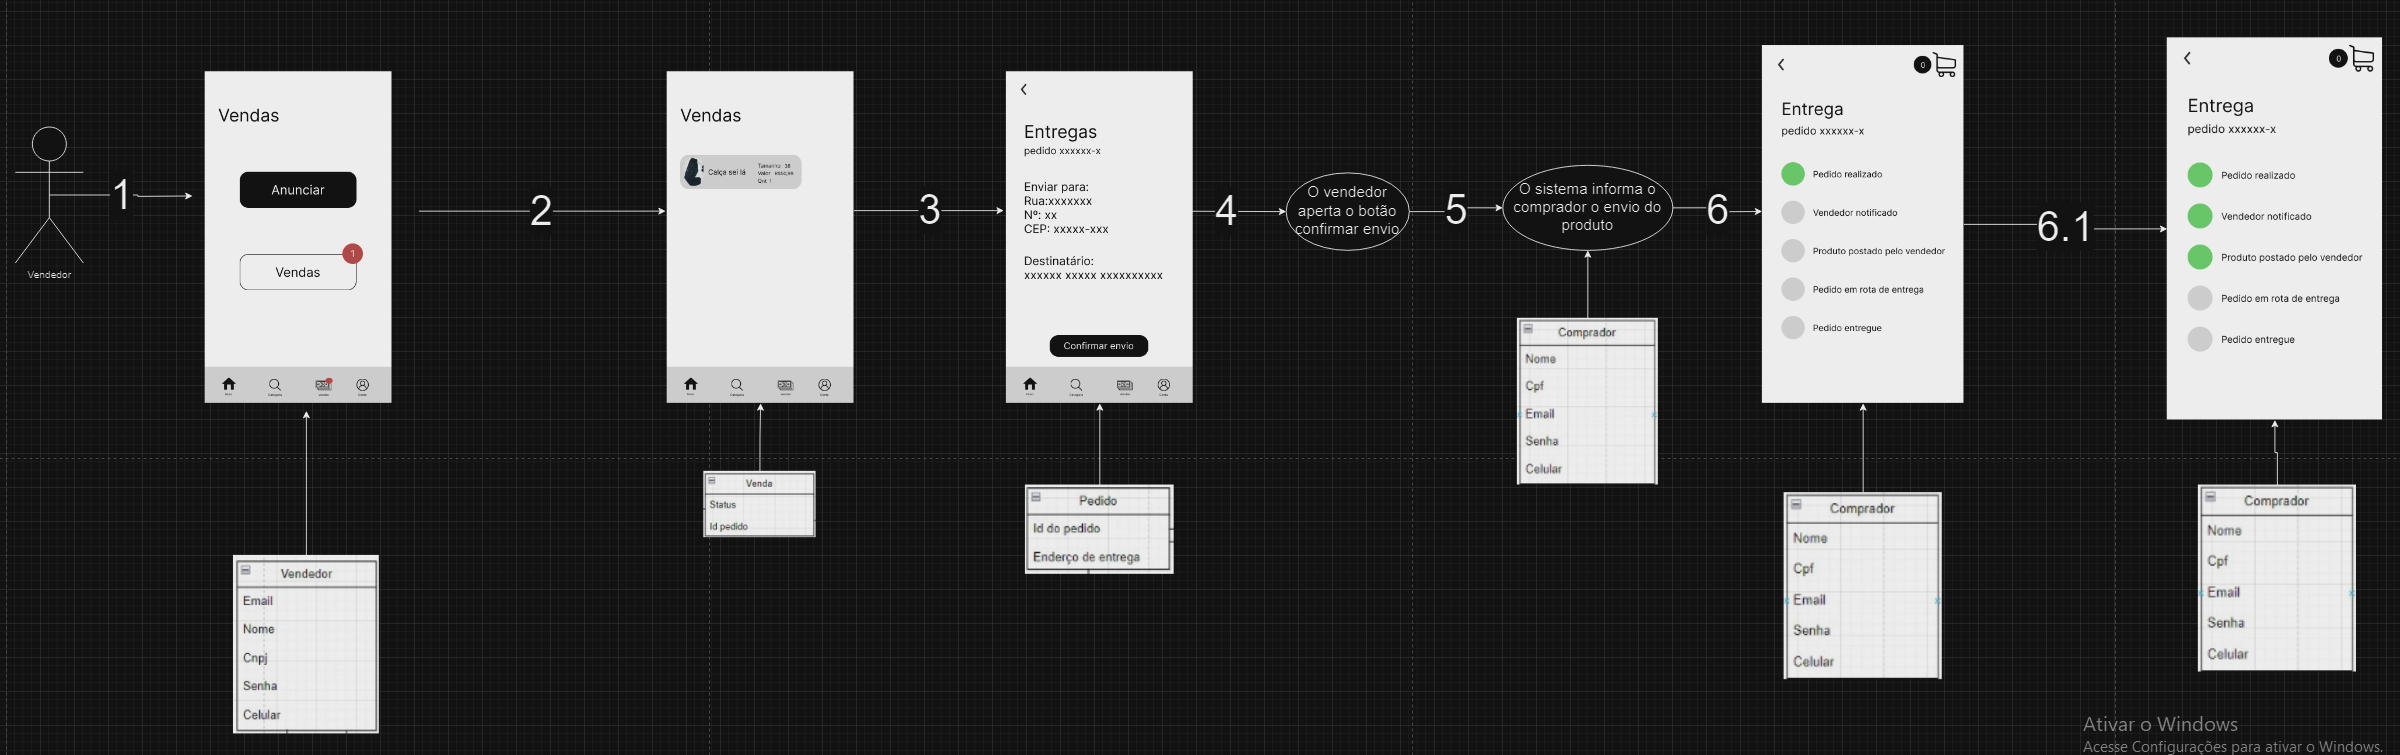 Vendedor
1
Vendas
Anunciar
Vendas
1
Vendedor
Email
Nome
Cnpj
Senha
Celular
2
Vendas
Calça sei lá
Tamanho 38
Qnt 1
Venda
Status
Id pedido
3
Entregas
pedido xxxxxx-x
Enviar para:
Rua:xxxxxxx
Nº: xx
CEP: xxxxx-xxx
Destinatário:
xxxxxx xxxxx xxxxxxxxxx
Confirmar envio
Pedido
Id do pedido
Enderço de entrega
4
O vendedor
aperta o botão
confirmar envio
5
O sistema informa o
comprador o envio do
produto
Comprador
Nome
Cpf
Email
Senha
Celular
6
0
Entrega
pedido xxxxxx-x
Pedido realizado
Vendedor notificado
Produto postado pelo vendedor
Pedido em rota de entrega
Pedido entregue
Comprador
Nome
Cpf
Email
Senha
Celular
6.1
0
Entrega
pedido xxxxxx-x
Pedido realizado
Vendedor notificado
Produto postado pelo vendedor
Pedido em rota de entrega
Pedido entregue
Comprador
Nome
Cpf
Email
Senha
Celular
Ativar o Windows
Acesse Configurações para ativar o Windows.